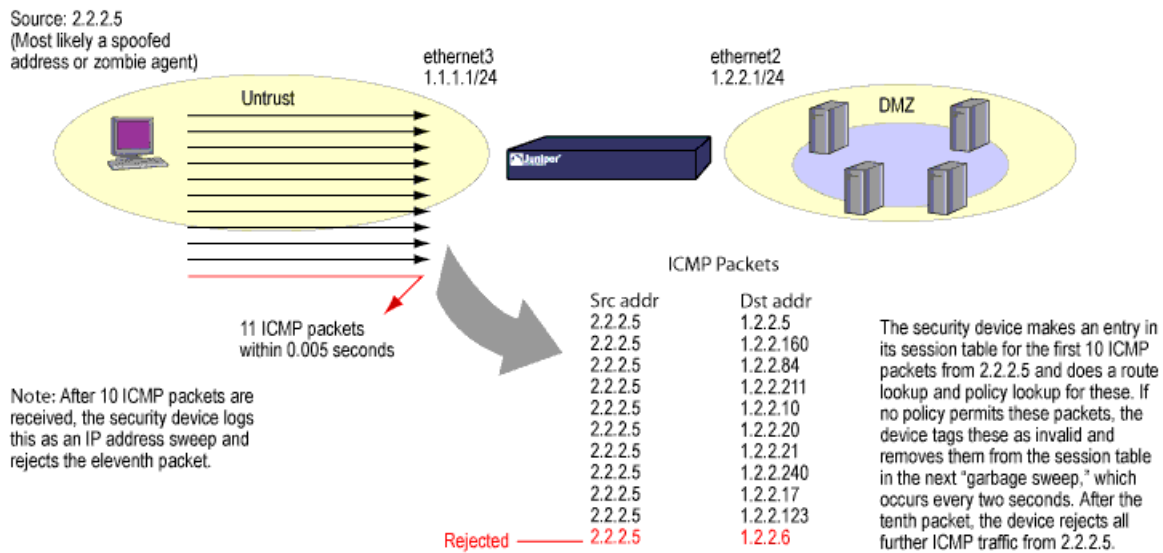 Source: 2.2.2.5
(Most likely a spoofed
address or zombie agent)
ethernet3
1.1.1.1/24
ethernet2
1.2.2.1/24
Untrust
DMZ
Juniper
11 ICMP packets
within 0.005 seconds
Note: After 10 ICMP packets are
received, the security device logs
this as an IP address sweep and
rejects the eleventh packet.
ICMP Packets
Src addr Dst addr
2.2.2.5 1.2.2.5
2.2.2.5 1.2.2.160
2.2.2.5 1.2.2.84
2.2.2.5 1.2.2.211
2.2.2.5 1.2.2.10
2.2.2.5 1.2.2.20
2.2.2.5 1.2.2.21
2.2.2.5 1.2.2.240
2.2.2.5 1.2.2.17
2.2.2.5 1.2.2.123
Rejected 2.2.2.5 1.2.2.6
The security device makes an entry in
its session table for the first 10 ICMP
packets from 2.2.2.5 and does a route
lookup and policy lookup for these. If
no policy permits these packets, the
device tags these as invalid and
removes them from the session table
in the next “garbage sweep,” which
occurs every two seconds. After the
tenth packet, the device rejects all
further ICMP traffic from 2.2.2.5.